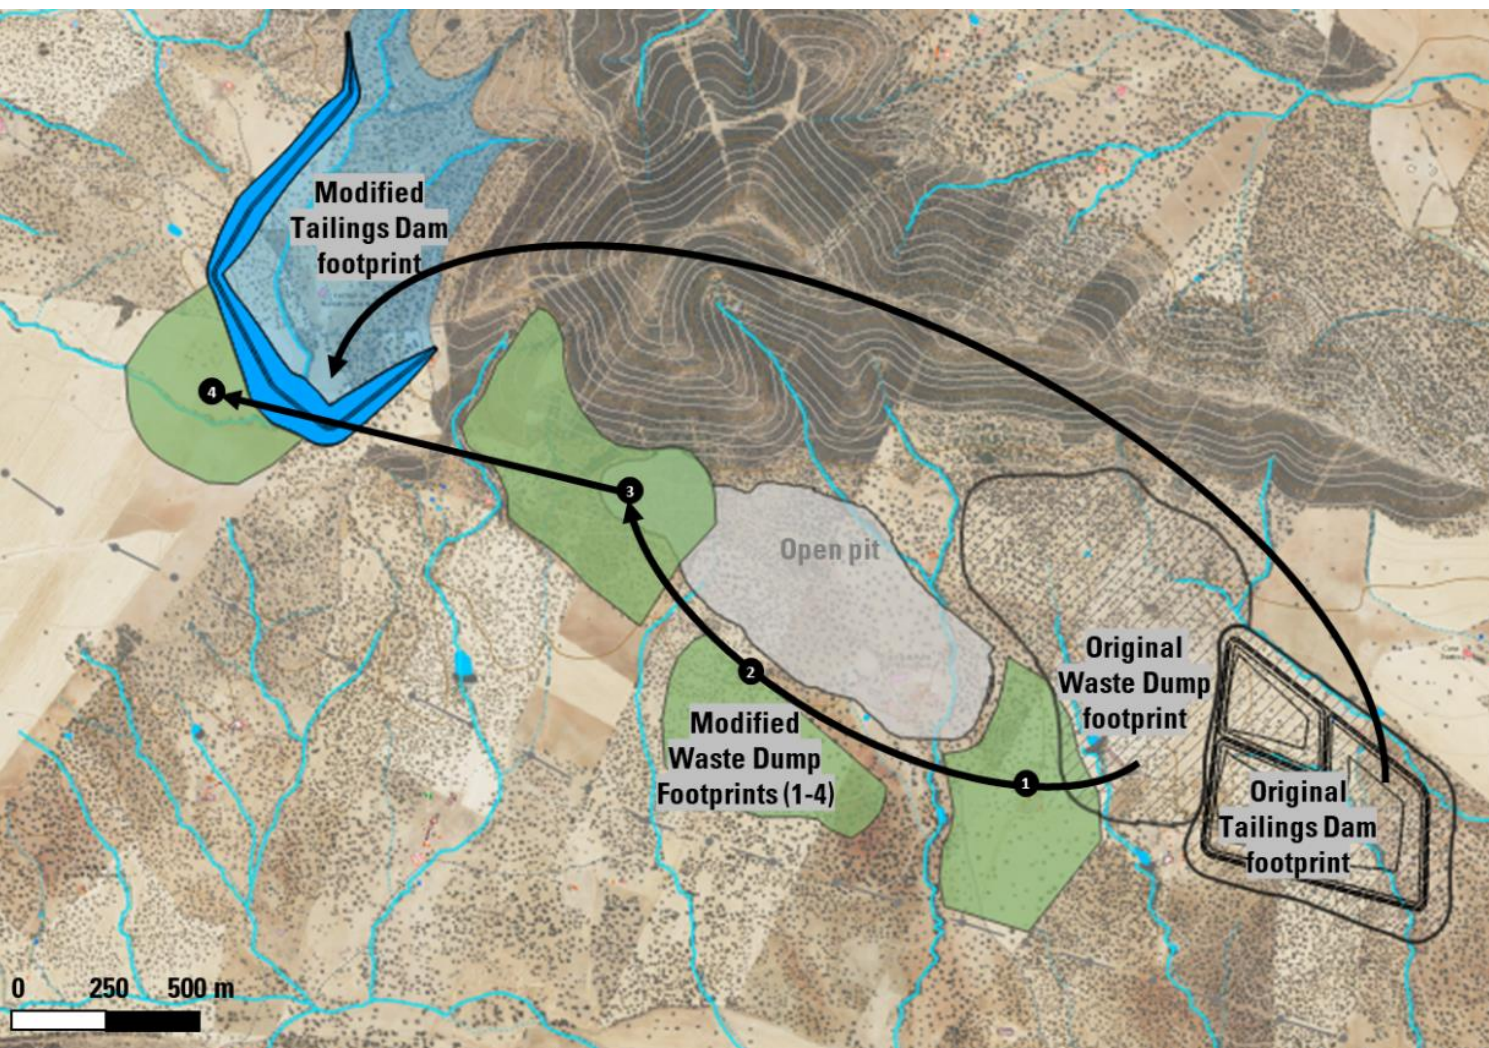 Modified
Tailings Dam
footprint
4
3
Open pit
2
Original
Waste Dump
footprint
Modified
Waste Dump
Footprints (1-4)
1
Original
Tailings Dam
footprint
0 250 500 m